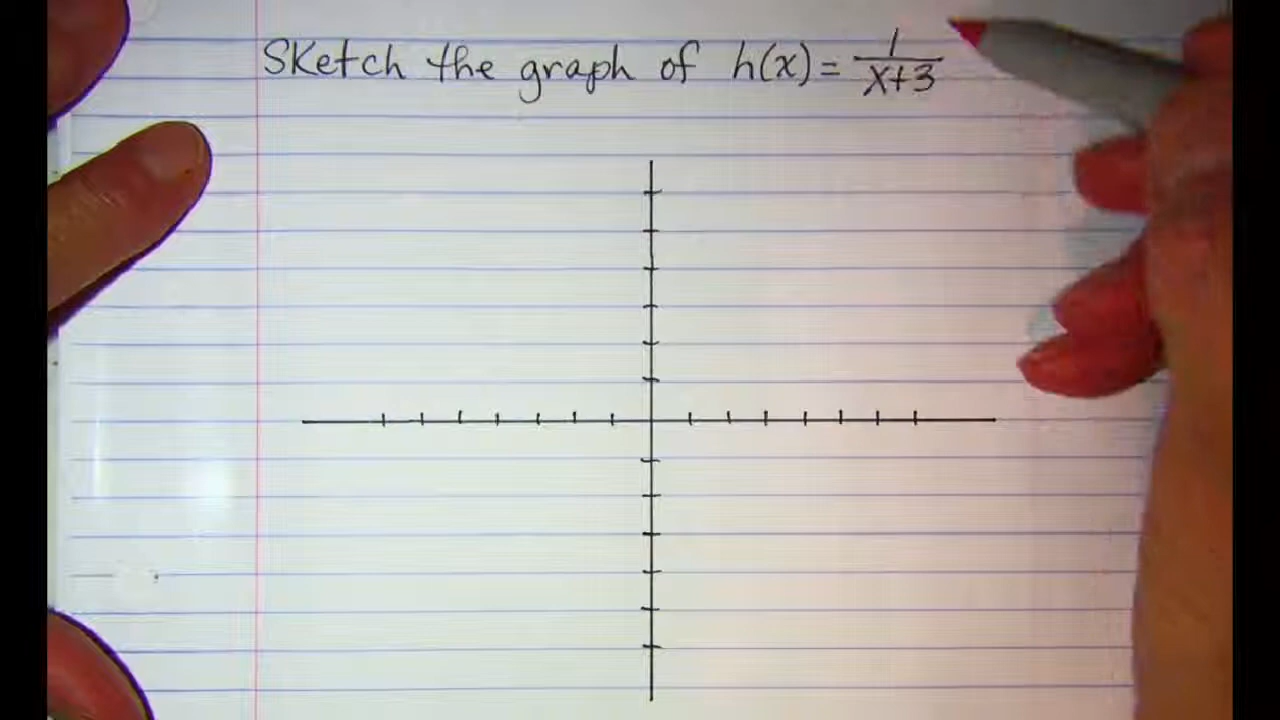 Sketch the graph of h(x) = 1/(x+3)